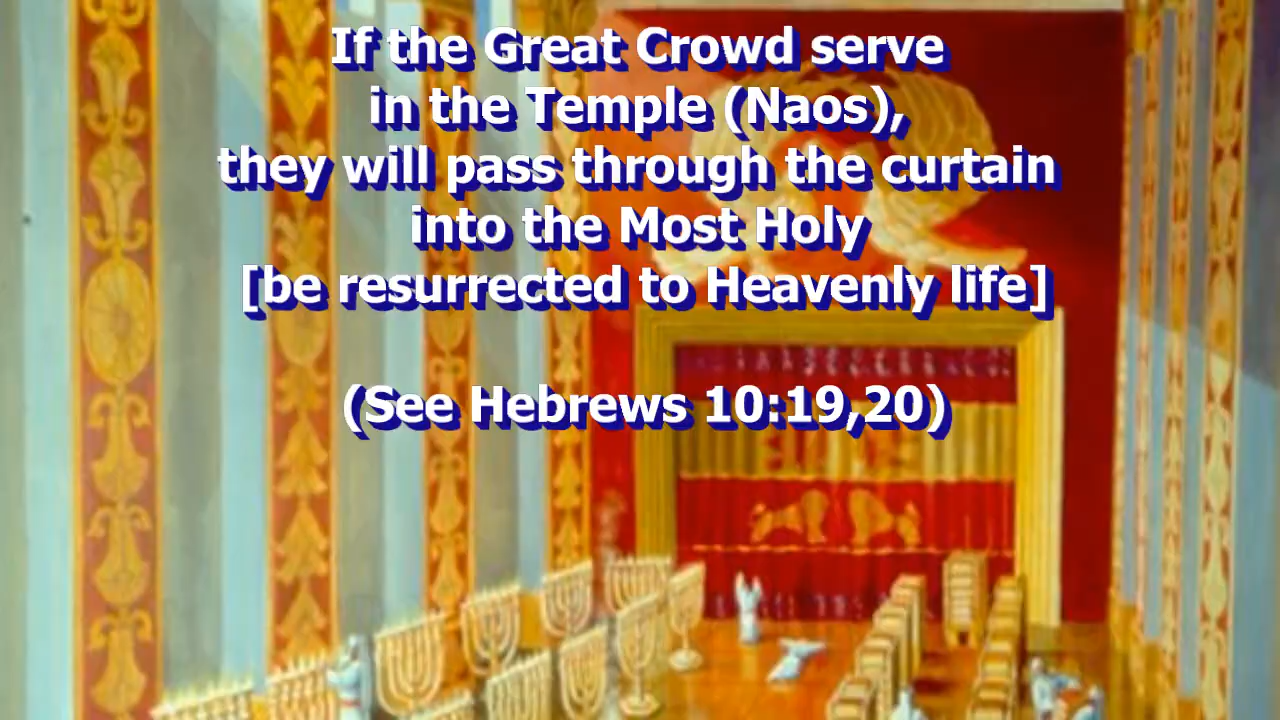 If the Great Crowd serve
in the Temple (Naos),
they will pass through the curtain
into the Most Holy
[be resurrected to Heavenly life]
(See Hebrews 10:19,20)